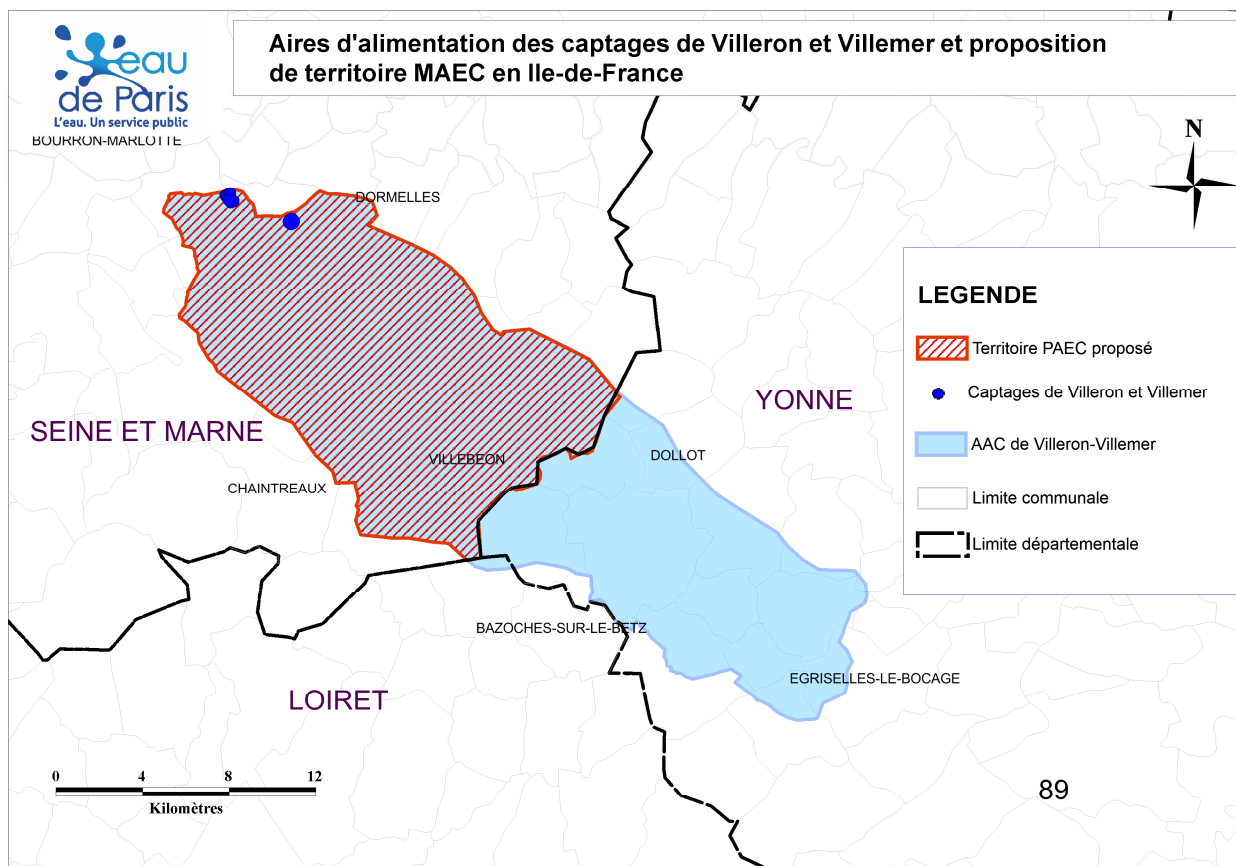 eau
de Paris
L'eau. Un service public
Aires d'alimentation des captages de Villeron et Villemer et proposition
de territoire MAEC en Ile-de-France
BOURRON-MARLOTTE
N
DORMELLES
LEGENDE
Territoire PAEC proposé
Captages de Villeron et Villemer
AAC de Villeron-Villemer
Limite communale
Limite départementale
YONNE
SEINE ET MARNE
VILLEBEON
DOLLOT
CHAINTREAUX
BAZOCHES-SUR-LE-BETZ
EGRISELLES-LE-BOCAGE
LOIRET
0 4 8 12
Kilomètres
89